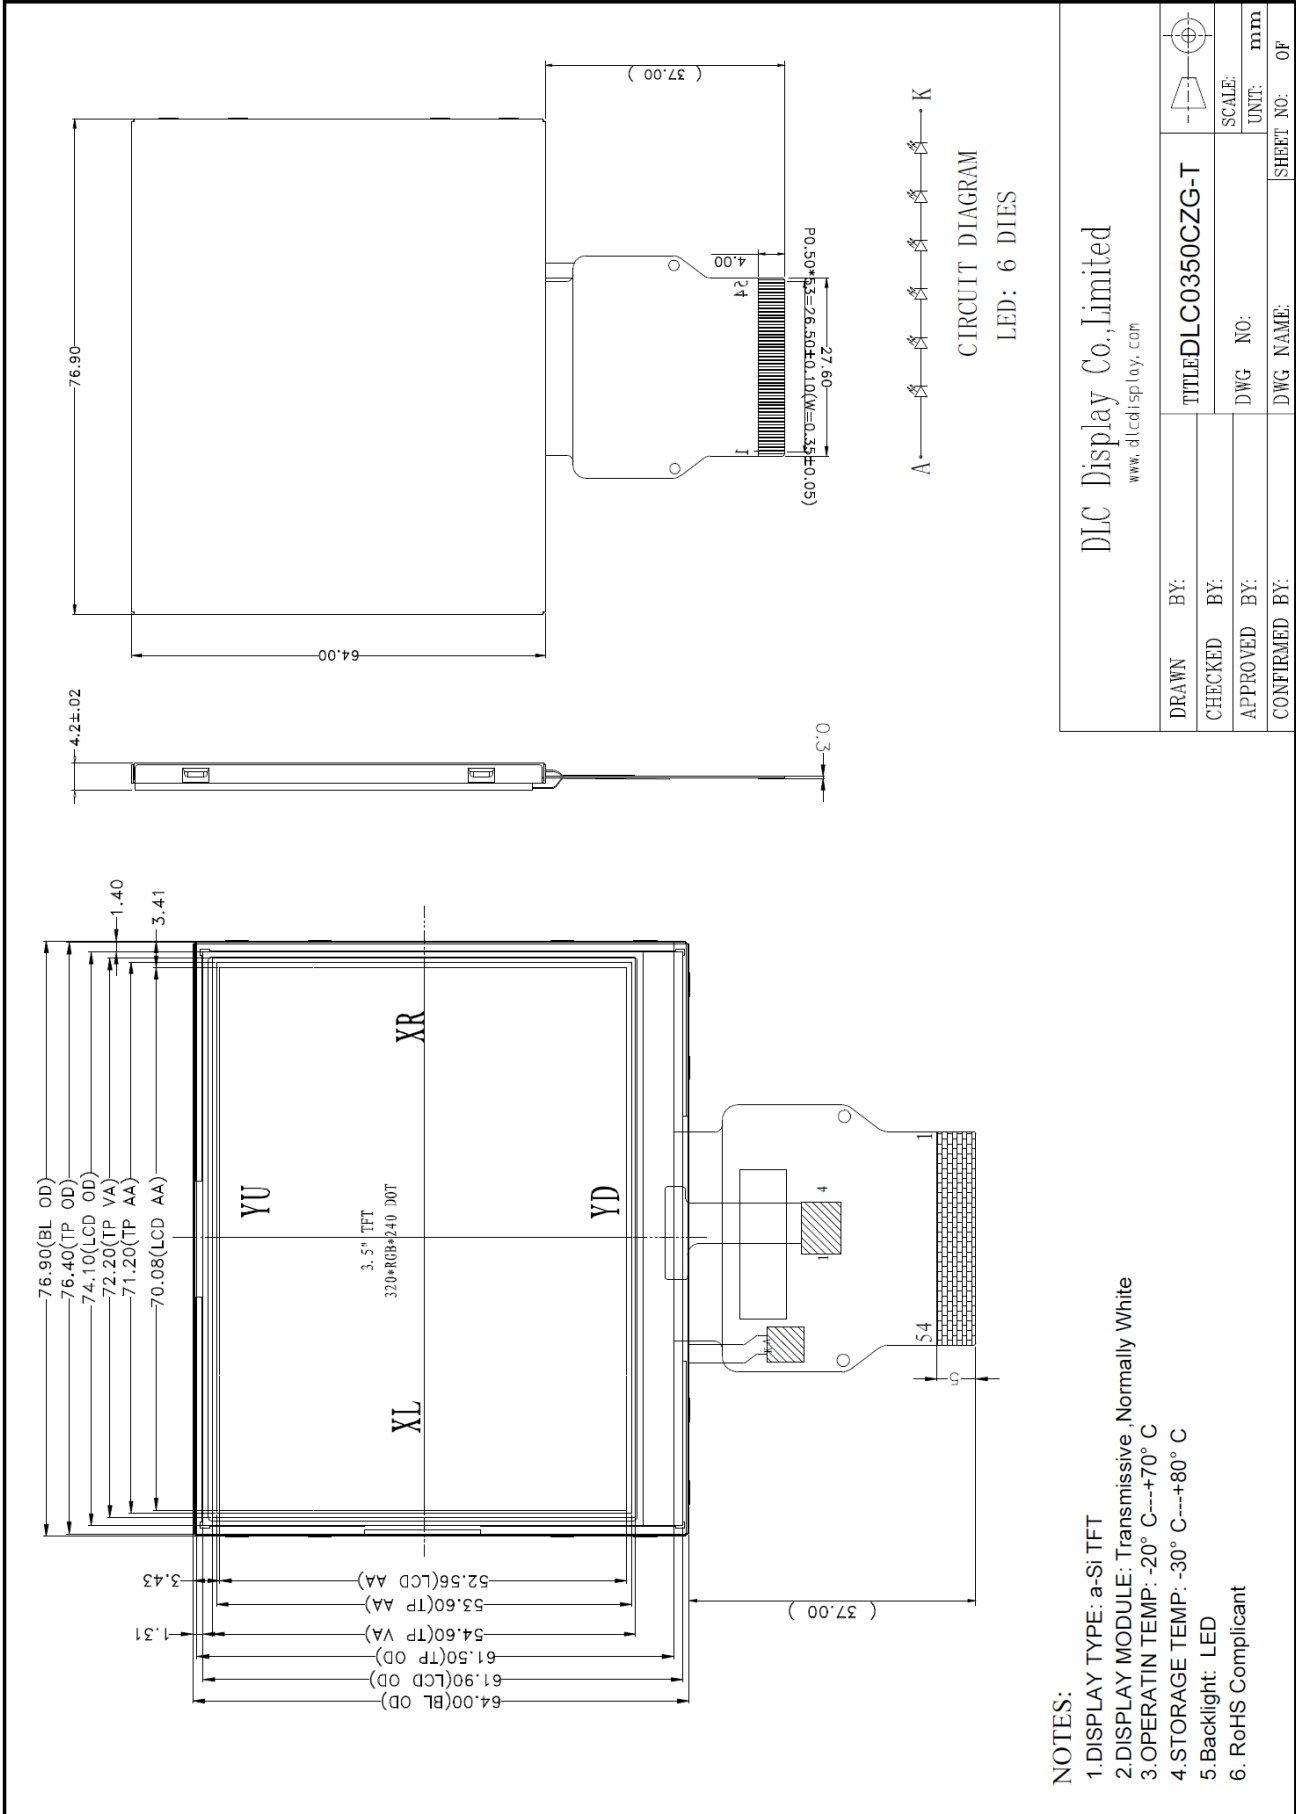 76.90(BL OD)
76.40(TP OD)
74.10(LCD OD)
72.20(TP VA)
71.20(TP AA)
70.08(LCD AA)
1.40
3.41
3.43
1.31
52.56(LCD AA)
53.60(TP AA)
54.60(TP VA)
61.50(TP OD)
61.90(LCD OD)
64.00(BL OD)
YU
XL
XR
YD
3.5" TFT
320*RGB*240 DOT
( 37.00 )
1
4
54
1
5
4.2±.02
0.3
76.90
64.00
( 37.00 )
4.00
54
1
27.60
P0.50*53=26.50±0.10(W=0.35±0.05)
A
K
CIRCUIT DIAGRAM
LED: 6 DIES
NOTES:
1.DISPLAY TYPE: a-Si TFT
2.DISPLAY MODULE: Transmissive ,Normally White
3.OPERATIN TEMP: -20° C---+70° C
4.STORAGE TEMP: -30° C---+80° C
5.Backlight: LED
6. RoHS Complicant
DLC Display Co.,Limited
www.dlcdisplay.com
DRAWN BY:
CHECKED BY:
APPROVED BY:
CONFIRMED BY:
TITLE DLC0350CZG-T
DWG NO:
DWG NAME:
SCALE:
UNIT: mm
SHEET NO: OF